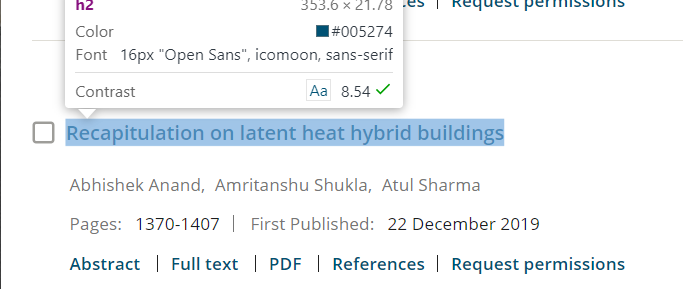 h2 353.6 × 21.78 Request permissions
Color #005274
Font 16px "Open Sans", icomoon, sans-serif
Contrast Aa 8.54
Recapitulation on latent heat hybrid buildings
Abhishek Anand, Amritanshu Shukla, Atul Sharma
Pages: 1370-1407 | First Published: 22 December 2019
Abstract | Full text | PDF | References | Request permissions